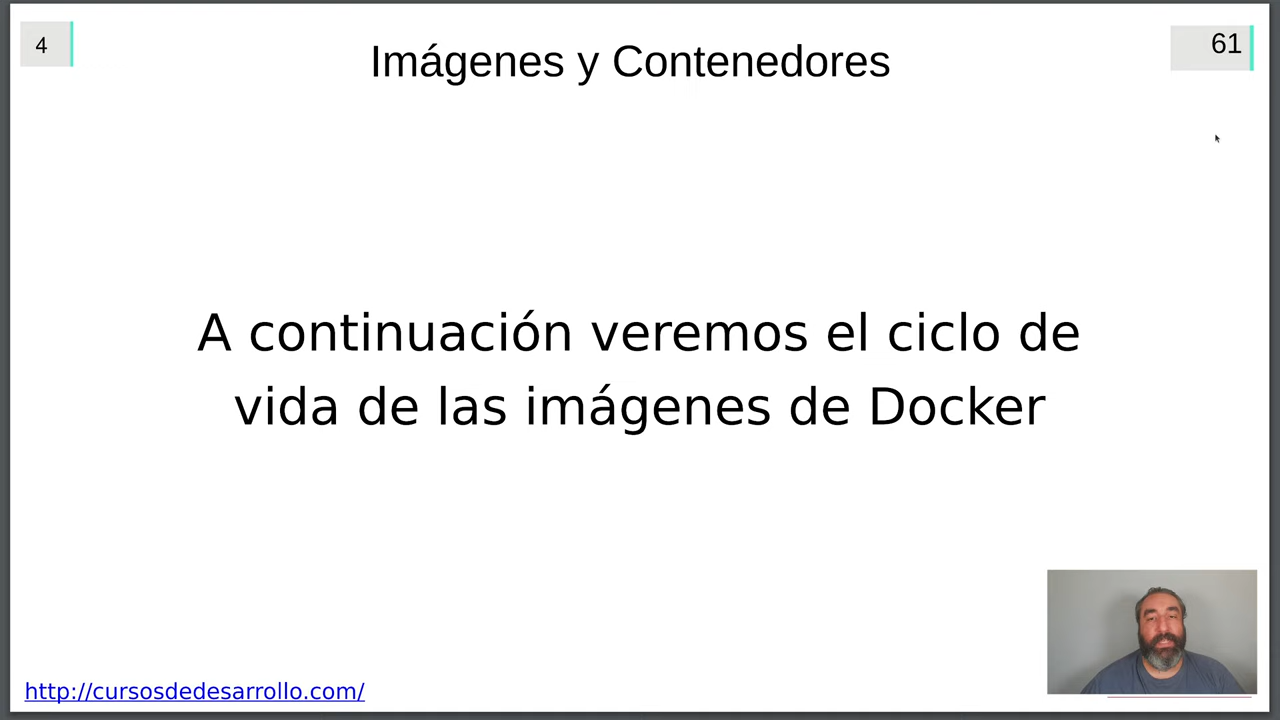 4
Imágenes y Contenedores
61
A continuación veremos el ciclo de
vida de las imágenes de Docker
http://cursosdedesarrollo.com/